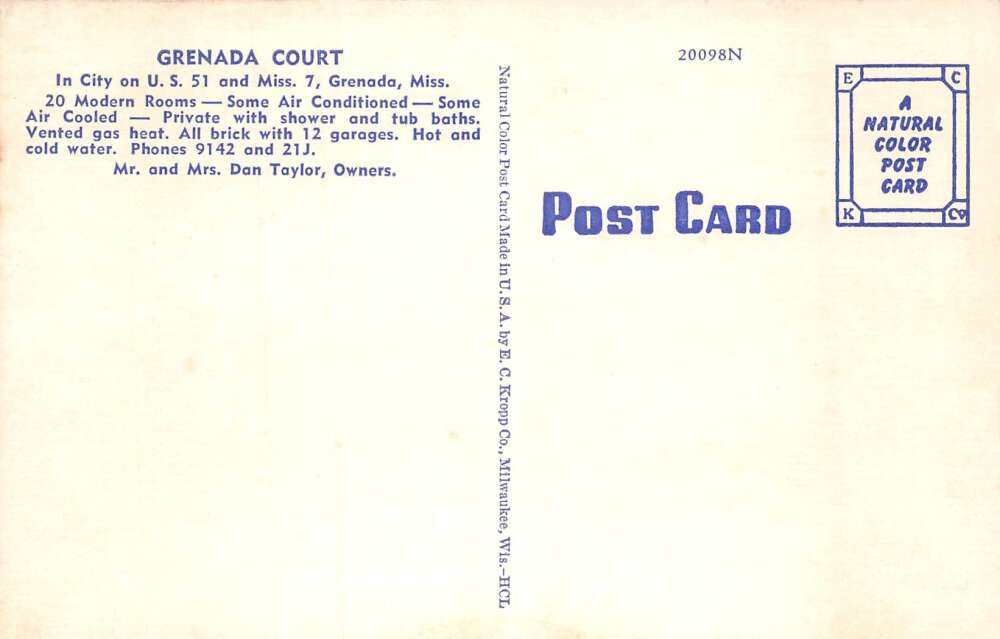 GRENADA COURT
In City on U. S. 51 and Miss. 7, Grenada, Miss.
20 Modern Rooms — Some Air Conditioned — Some
Air Cooled — Private with shower and tub baths.
Vented gas heat. All brick with 12 garages. Hot and
cold water. Phones 9142 and 21J.
Mr. and Mrs. Dan Taylor, Owners.
Natural Color Post Card Made in U. S. A. by E. C. Kropp Co., Milwaukee, Wis.-HCL
20098N
POST CARD
E C
A
NATURAL
COLOR
POST
CARD
K Co